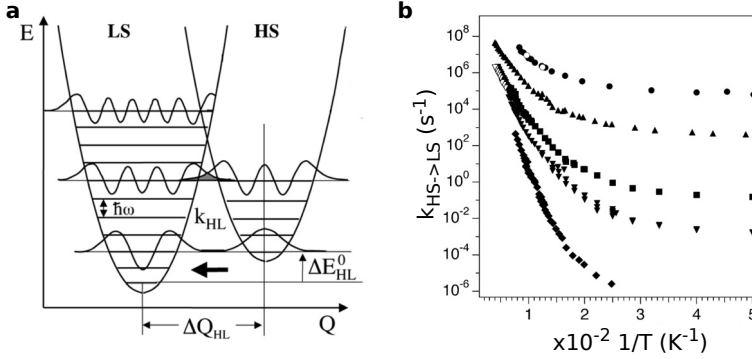 a
E
LS
HS
ħω
k_HL
ΔE⁰_HL
ΔQ_HL
Q
b
k_HS->LS (s⁻¹)
10⁸
10⁶
10⁴
10²
10⁰
10⁻²
10⁻⁴
10⁻⁶
1
2
3
4
5
x10⁻² 1/T (K⁻¹)